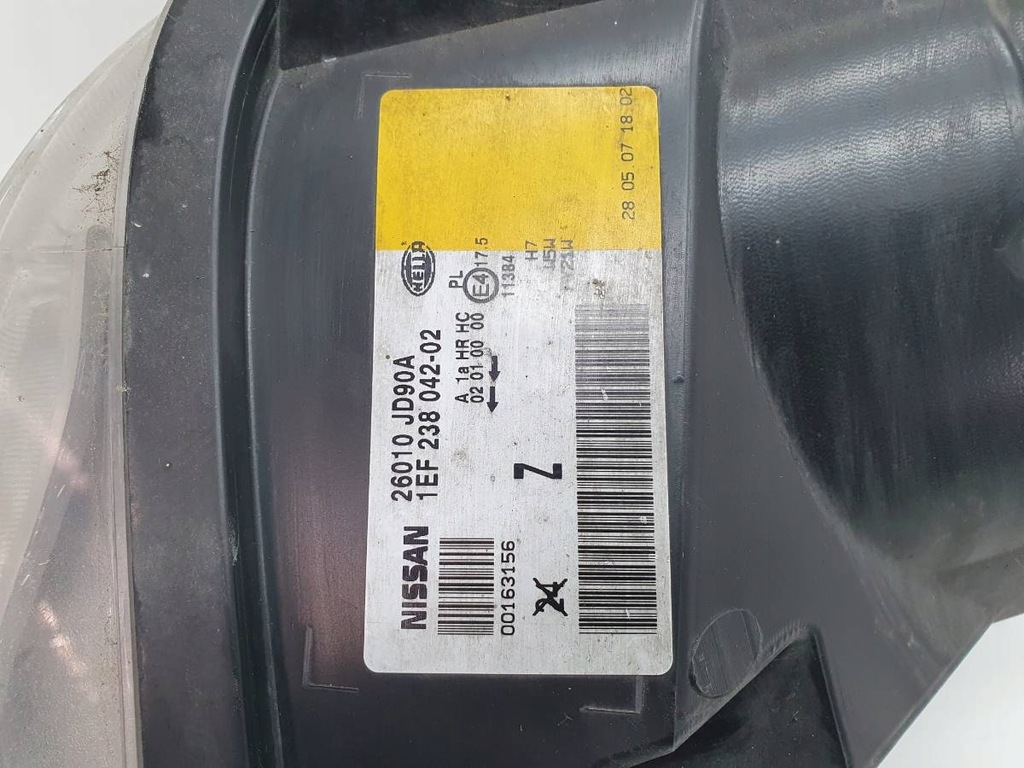 NISSAN 26010 JD90A
1EF 238 042-02
HELLA
A 1a HR HC PL
02 01 00 00 E4 17.5
11384
H7
W5W
00163156
Z
24
28 05 07 18 02